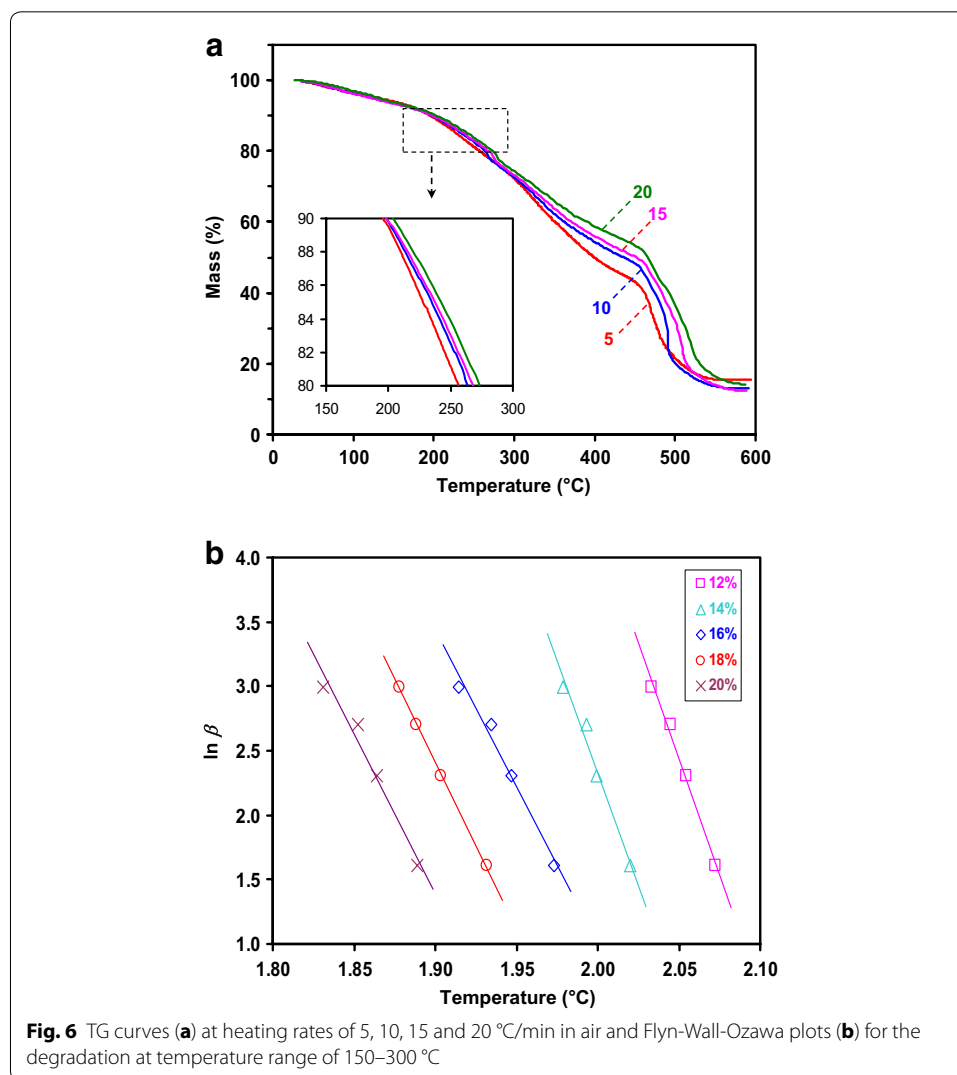 a
100
80
60
40
20
0
Mass (%)
20
15
10
5
90
88
86
84
82
80
150 200 250 300
0 100 200 300 400 500 600
Temperature (°C)
b
4.0
3.5
3.0
2.5
2.0
1.5
1.0
ln β
12%
14%
16%
18%
20%
1.80 1.85 1.90 1.95 2.00 2.05 2.10
Temperature (°C)
Fig. 6 TG curves (a) at heating rates of 5, 10, 15 and 20 °C/min in air and Flyn-Wall-Ozawa plots (b) for the
degradation at temperature range of 150–300 °C